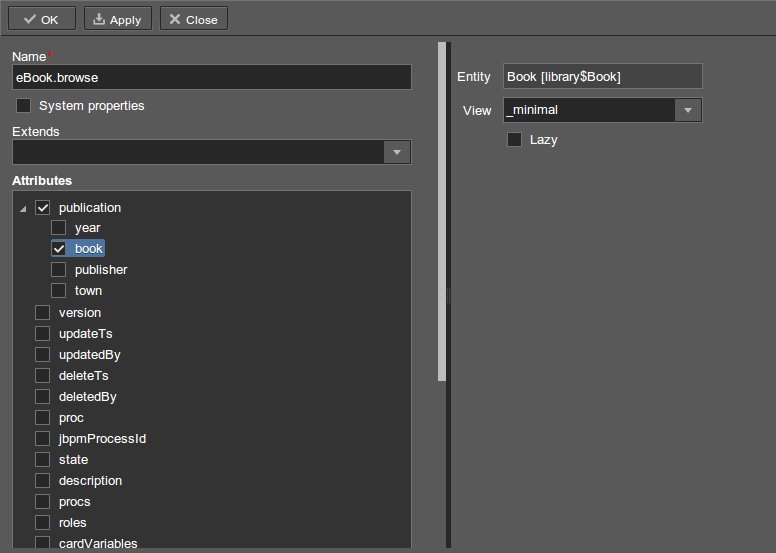 OK Apply Close
Name*
eBook.browse
System properties
Extends
Attributes
publication
year
book
publisher
town
version
updateTs
updatedBy
deleteTs
deletedBy
proc
jbpmProcessId
state
description
procs
roles
cardVariables
Entity Book [library$Book]
View _minimal
Lazy